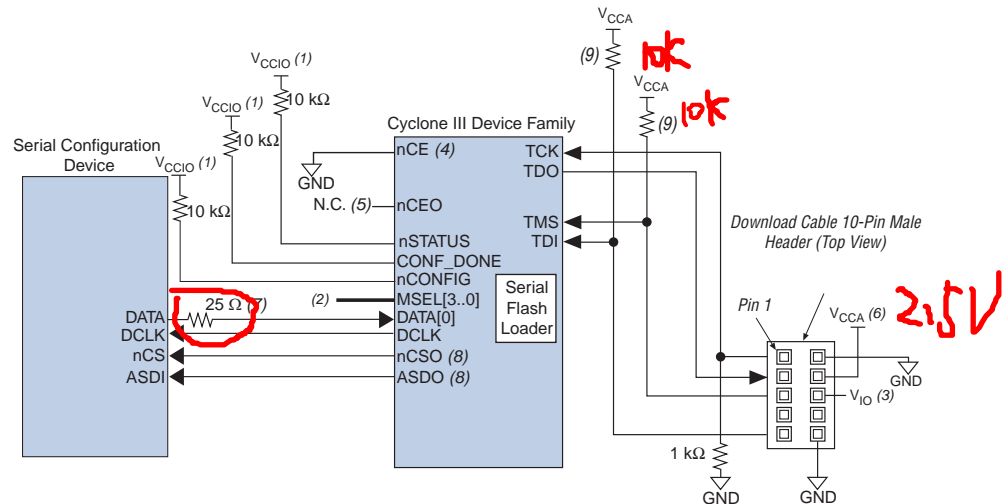 VCCA
(9) 10K
VCCIO (1)
VCCA
10 kΩ
(9) 10K
VCCIO (1)
10 kΩ
Cyclone III Device Family
Serial Configuration Device
VCCIO (1)
10 kΩ
nCE (4)
TCK
GND
TDO
N.C. (5)
nCEO
TMS
Download Cable 10-Pin Male Header (Top View)
nSTATUS
TDI
CONF_DONE
nCONFIG
(2)
MSEL[3..0]
Serial Flash Loader
25 Ω (7)
DATA
DATA[0]
DCLK
DCLK
nCS
nCSO (8)
ASDI
ASDO (8)
Pin 1
VCCA (6)
2.5V
GND
VIO (3)
1 kΩ
GND
GND